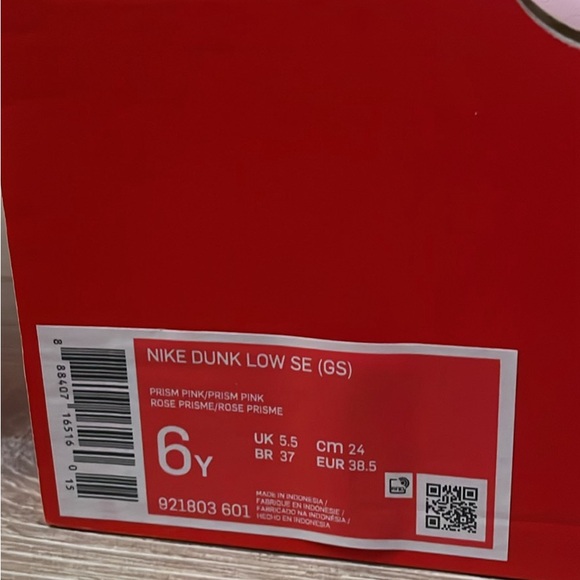 NIKE DUNK LOW SE (GS)
PRISM PINK/PRISM PINK
ROSE PRISME/ROSE PRISME
6Y
UK 5.5
BR 37
cm 24
EUR 38.5
921803 601
MADE IN INDONESIA /
FABRIQUE EN INDONESIE /
FABRICADO NA INDONÉSIA /
HECHO EN INDONESIA
8 88407 16516 0 15